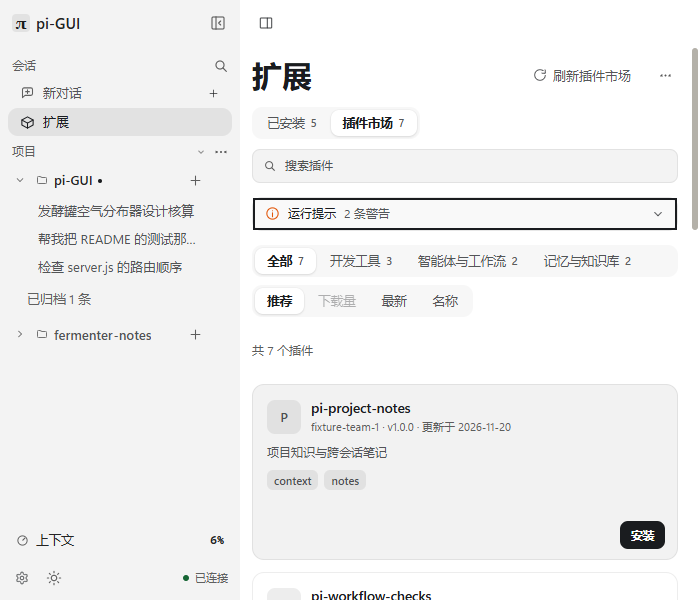 π pi-GUI
会话
新对话 +
扩展
项目
pi-GUI
发酵罐空气分布器设计核算
帮我把 README 的测试那...
检查 server.js 的路由顺序
已归档 1 条
fermenter-notes
上下文 6%
已连接
扩展
刷新插件市场
已安装 5 插件市场 7
搜索插件
运行提示 2 条警告
全部 7 开发工具 3 智能体与工作流 2 记忆与知识库 2
推荐 下载量 最新 名称
共 7 个插件
P
pi-project-notes
fixture-team-1 · v1.0.0 · 更新于 2026-11-20
项目知识与跨会话笔记
context notes
安装
pi-workflow-checks